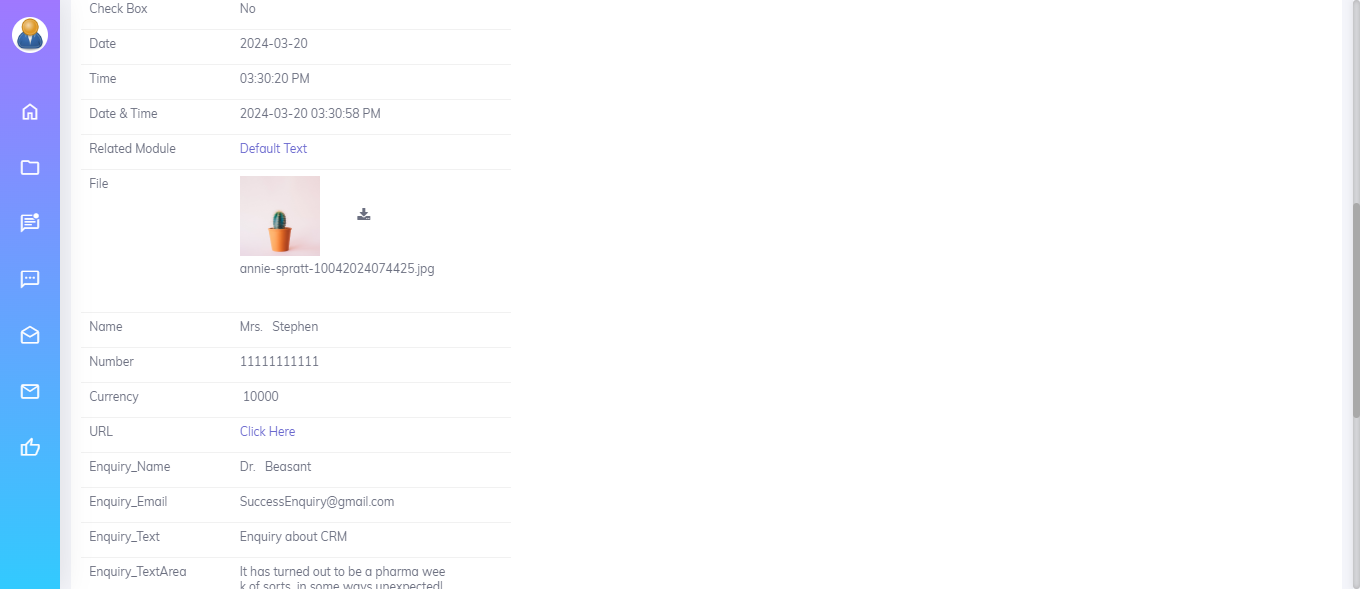 Check Box No
Date 2024-03-20
Time 03:30:20 PM
Date & Time 2024-03-20 03:30:58 PM
Related Module Default Text
File
annie-spratt-10042024074425.jpg
Name Mrs. Stephen
Number 11111111111
Currency 10000
URL Click Here
Enquiry_Name Dr. Beasant
Enquiry_Email SuccessEnquiry@gmail.com
Enquiry_Text Enquiry about CRM
Enquiry_TextArea It has turned out to be a pharma wee
k of sorts, in some ways unexpectedl